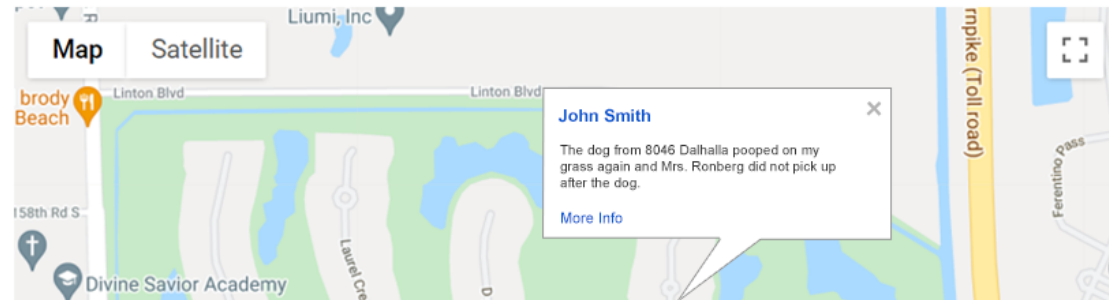 Liumi, Inc
Map
Satellite
brody
Beach
Linton Blvd
Linton Blvd
John Smith
The dog from 8046 Dalhalla pooped on my
grass again and Mrs. Ronberg did not pick up
after the dog.
More Info
rnpike (Toll road)
Ferentino Pass
158th Rd S
Laurel Cre
D
Divine Savior Academy